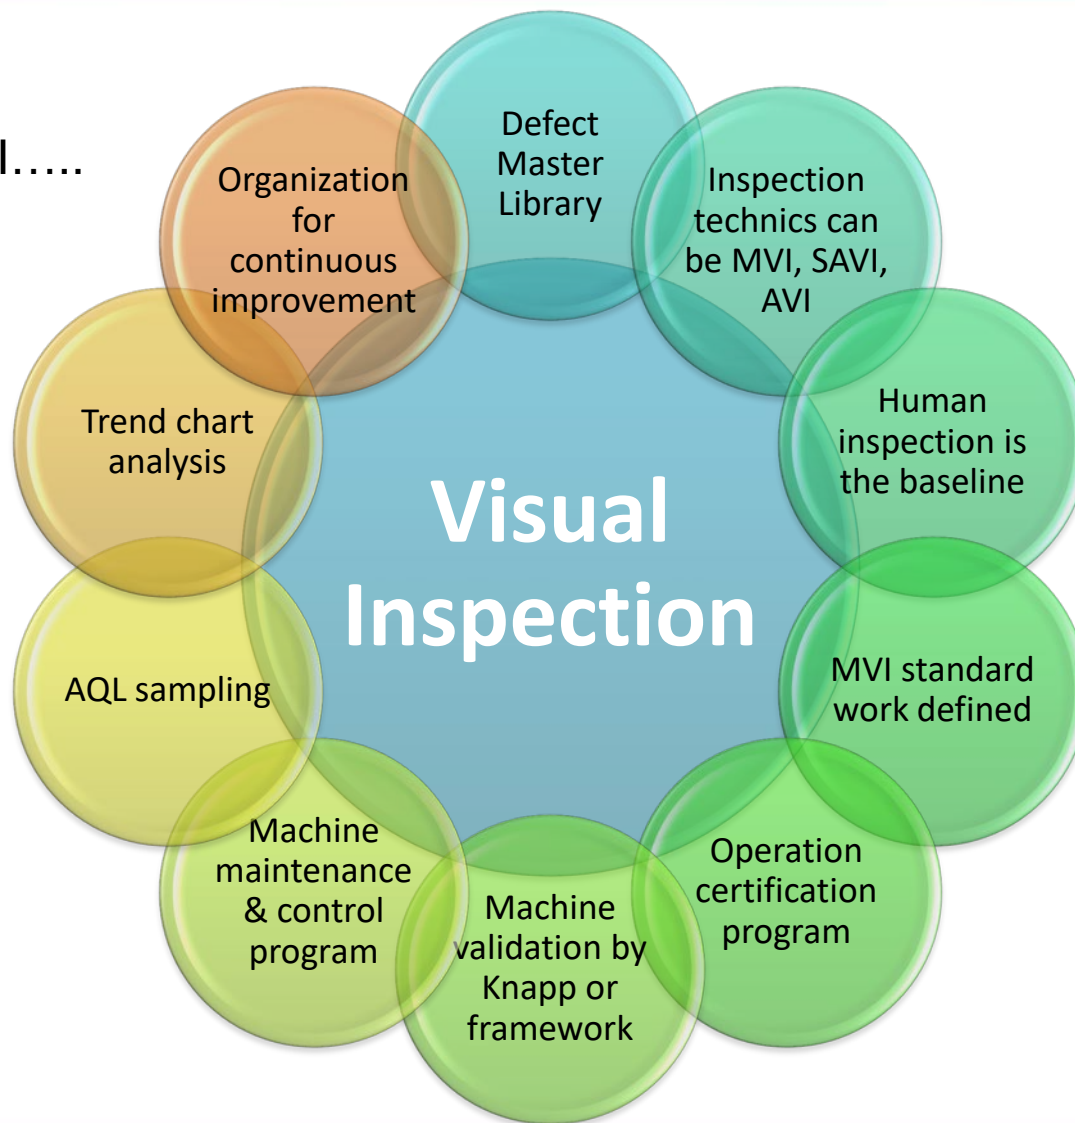 l.....
Defect
Master
Library
Inspection
technics can
be MVI, SAVI,
AVI
Human
inspection is
the baseline
MVI standard
work defined
Operation
certification
program
Machine
validation by
Knapp or
framework
Machine
maintenance
& control
program
AQL sampling
Trend chart
analysis
Organization
for
continuous
improvement
Visual
Inspection